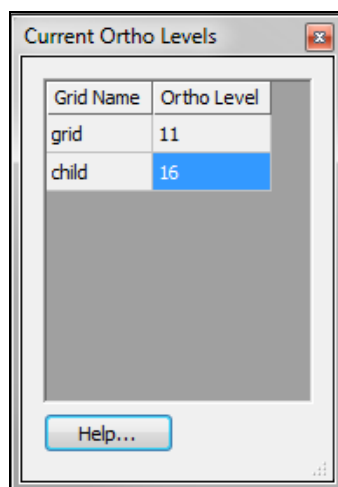 Current Ortho Levels
Grid Name Ortho Level
grid 11
child 16
Help...